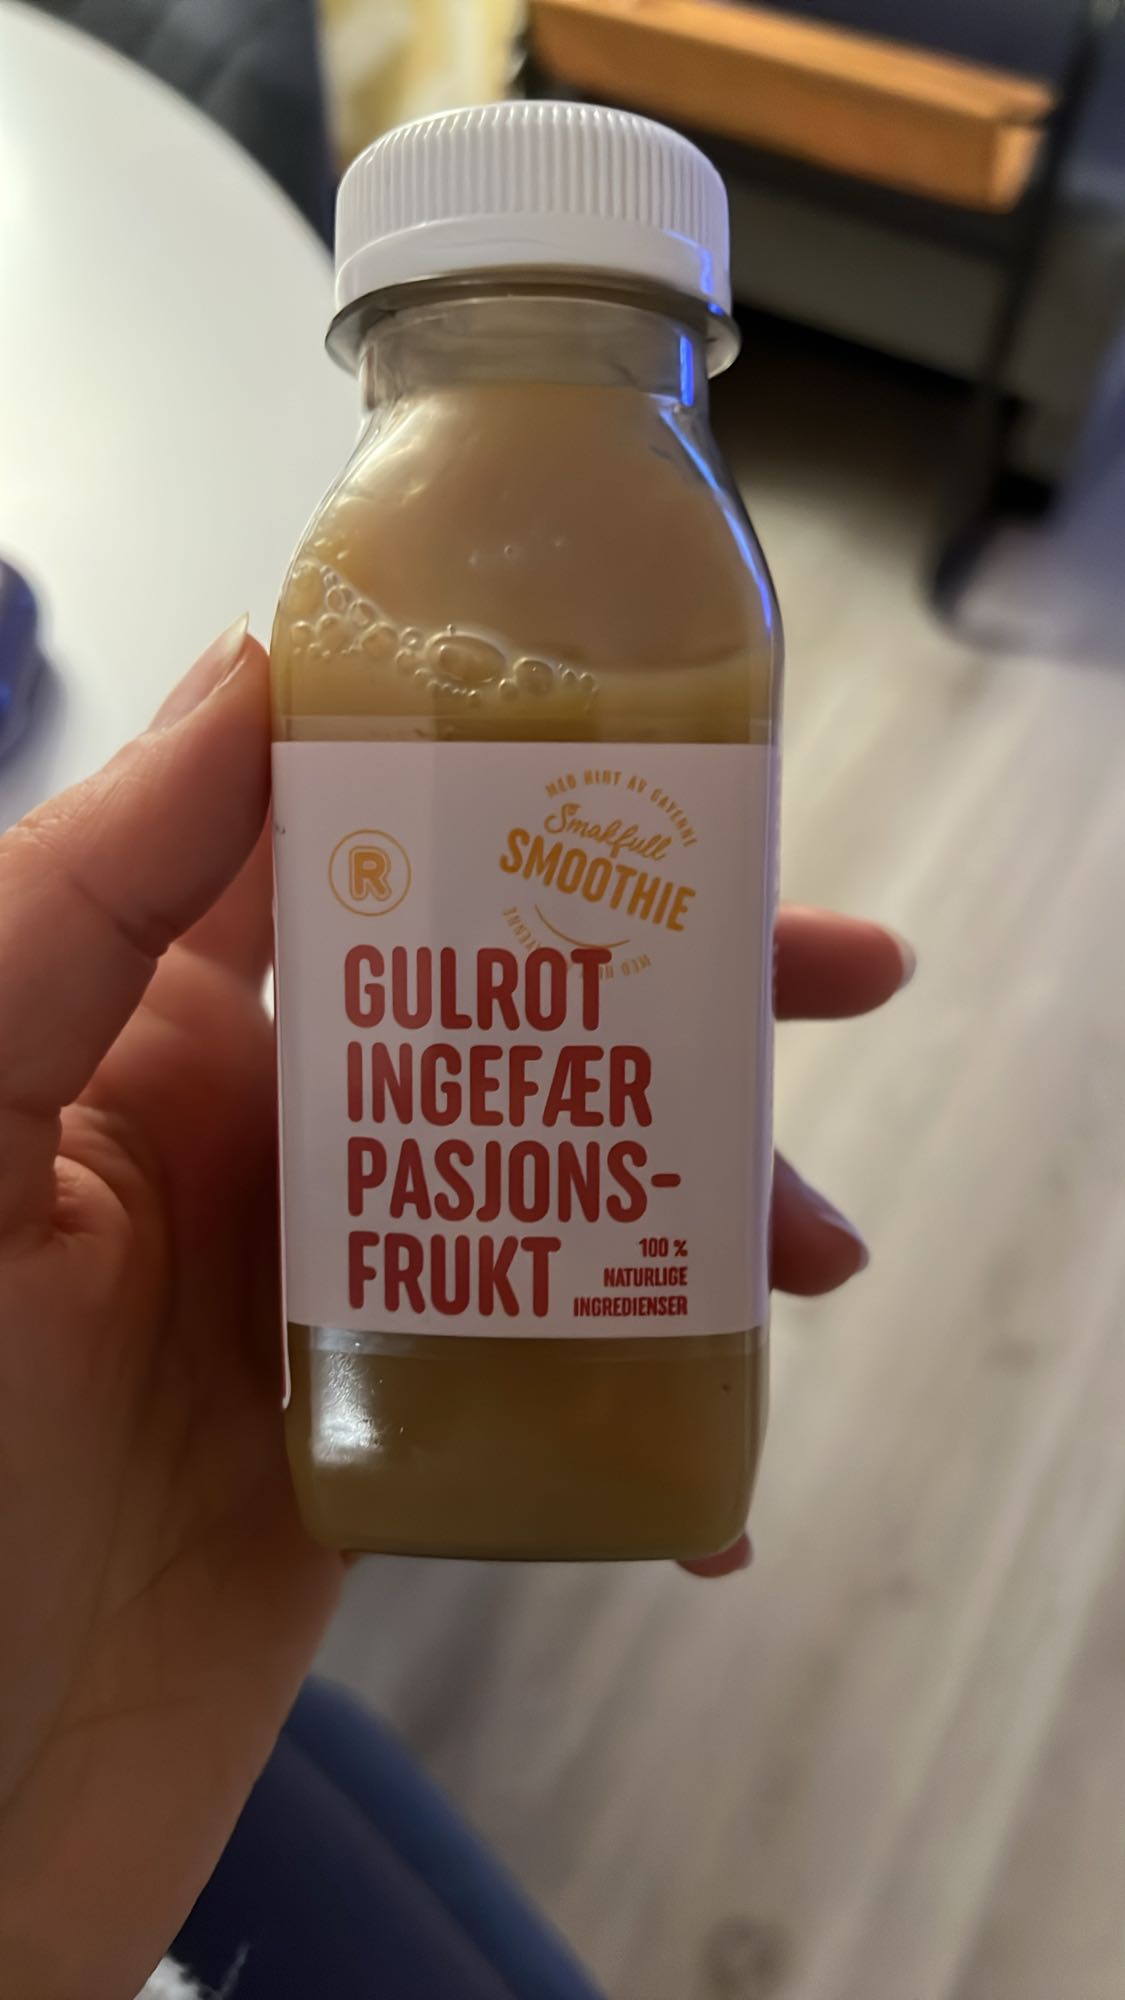 MED HINT AV CAYENNE
Smakfull
SMOOTHIE
R
GULROT
INGEFÆR
PASJONS-
FRUKT
100 %
NATURLIGE
INGREDIENSER